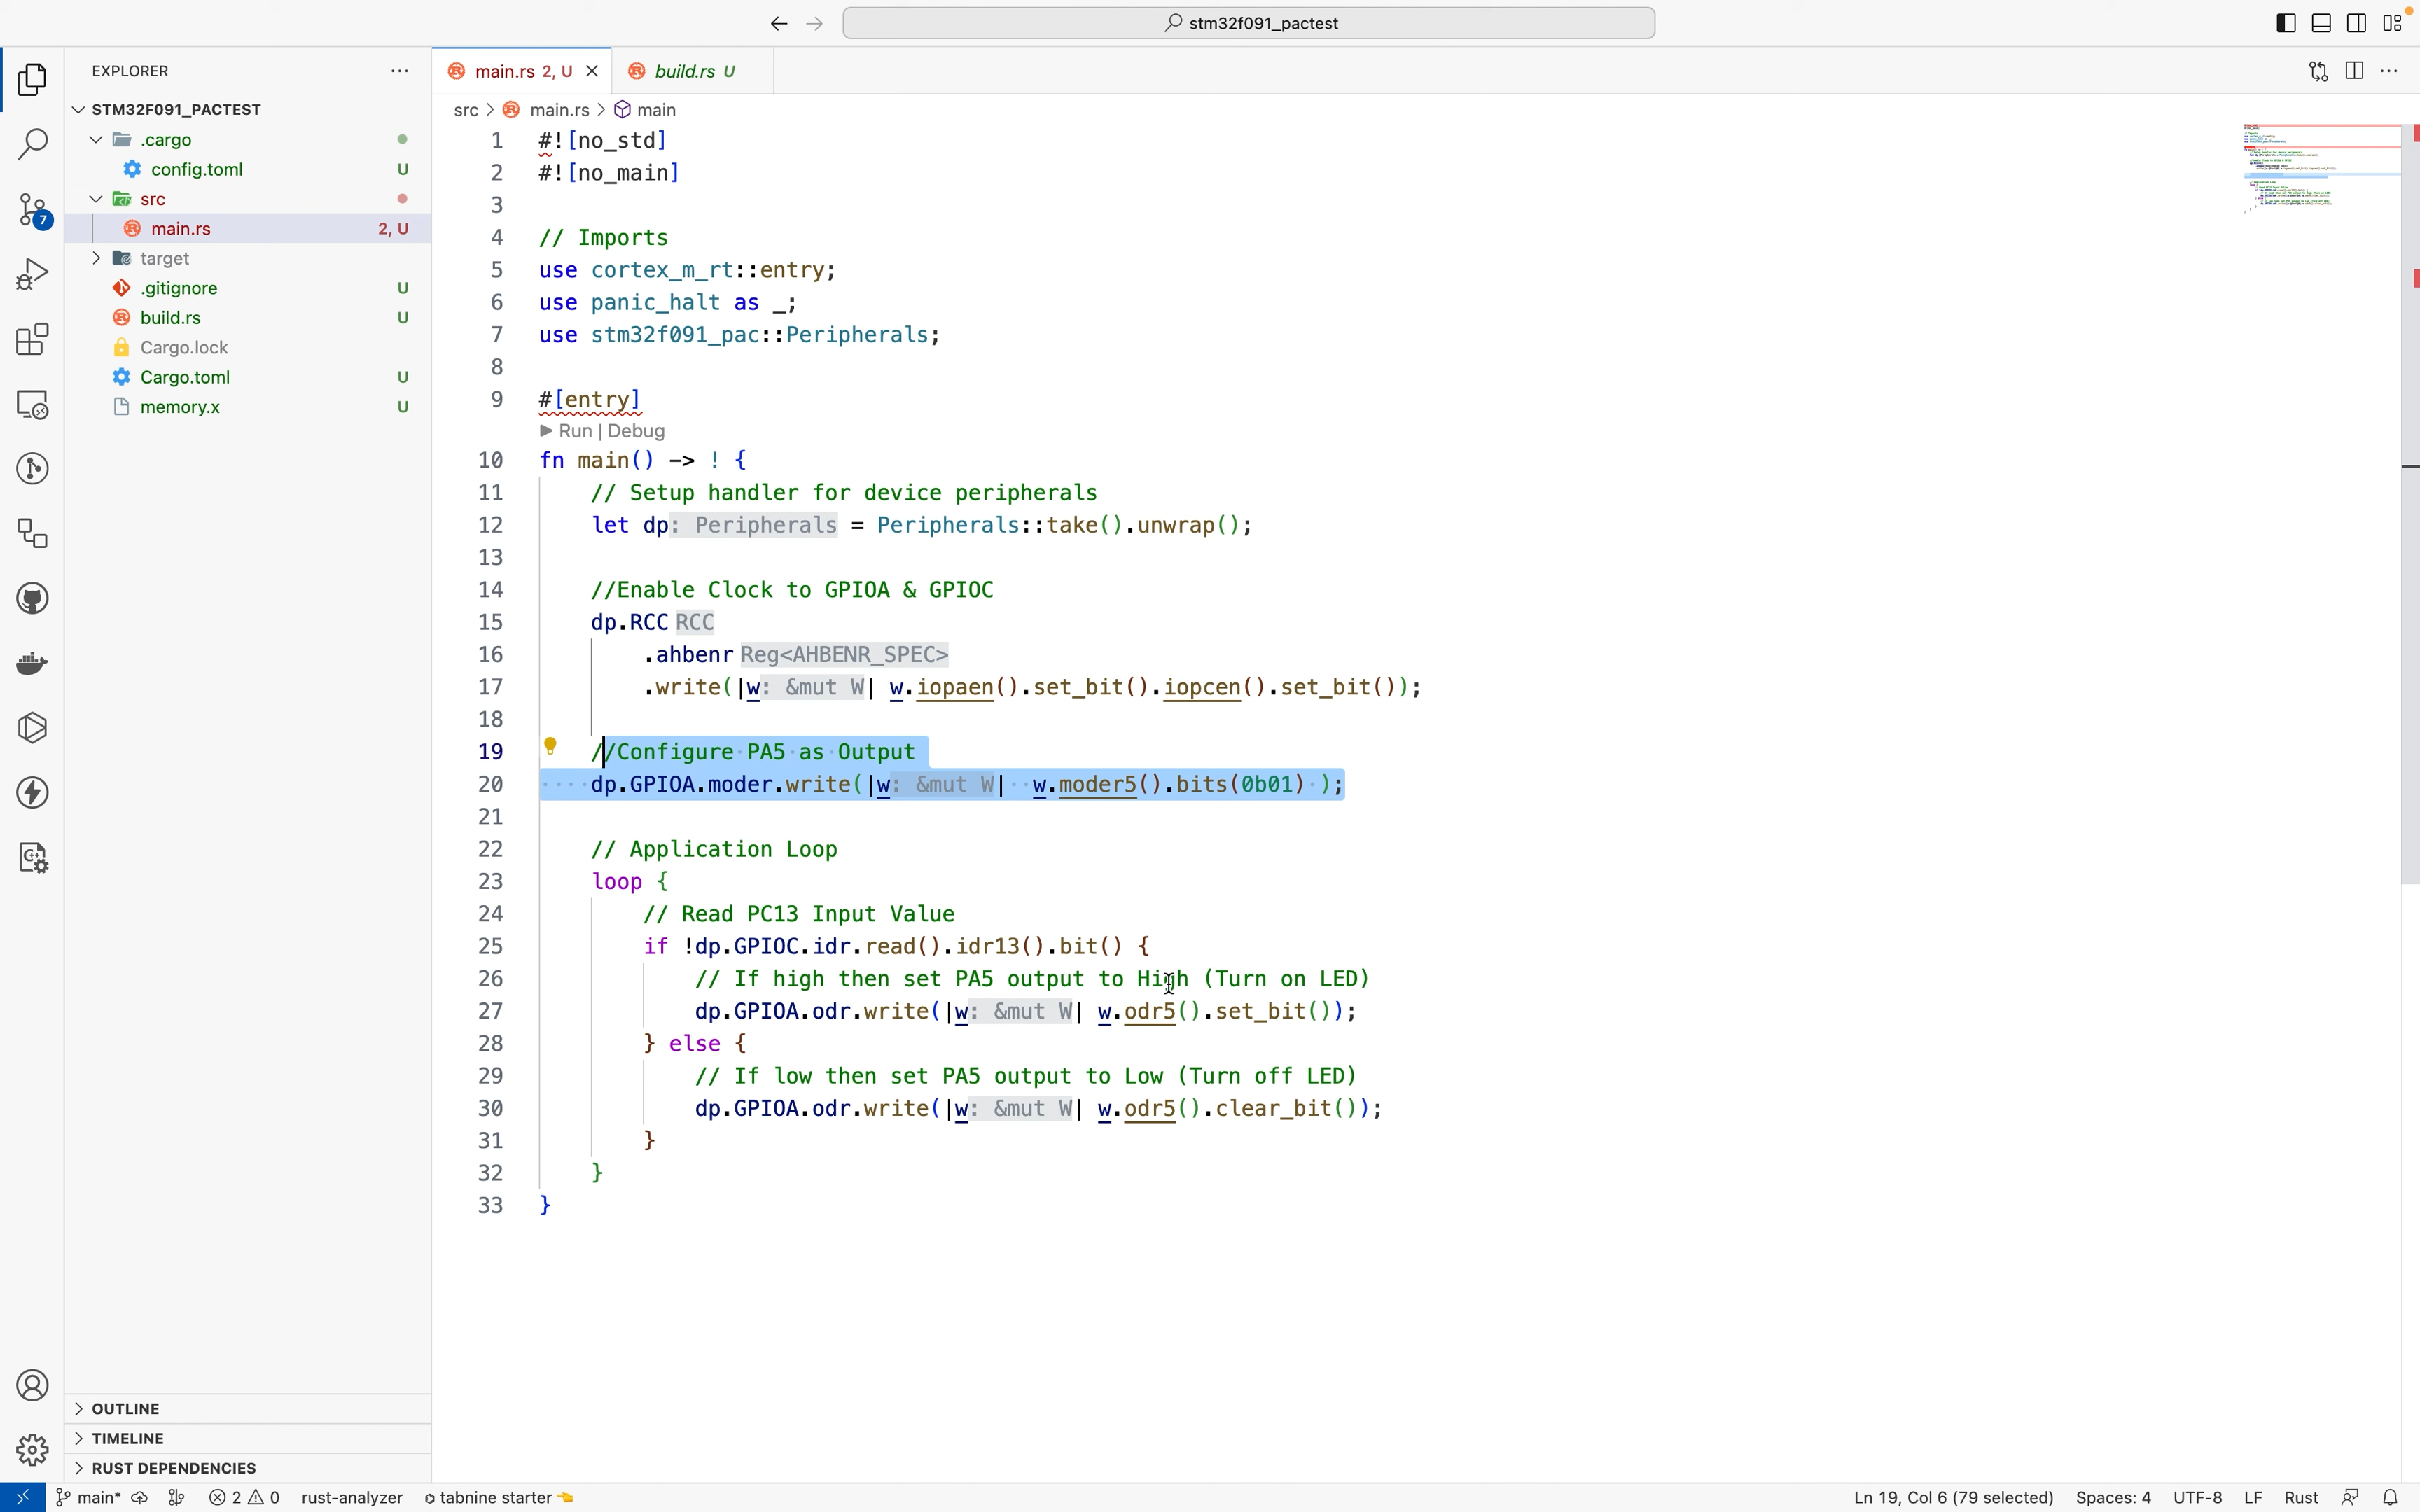 stm32f091_pactest
EXPLORER
STM32F091_PACTEST
.cargo
config.toml U
src
main.rs 2, U
target
.gitignore U
build.rs U
Cargo.lock
Cargo.toml U
memory.x U
OUTLINE
TIMELINE
RUST DEPENDENCIES
7
main.rs 2, U
build.rs U
src > main.rs > main
1 #![no_std]
2 #![no_main]
3
4 // Imports
5 use cortex_m_rt::entry;
6 use panic_halt as _;
7 use stm32f091_pac::Peripherals;
8
9 #[entry]
Run | Debug
10 fn main() -> ! {
11 // Setup handler for device peripherals
12 let dp: Peripherals = Peripherals::take().unwrap();
13
14 //Enable Clock to GPIOA & GPIOC
15 dp.RCC RCC
16 .ahbenr Reg<AHBENR_SPEC>
17 .write(|w: &mut W| w.iopaen().set_bit().iopcen().set_bit());
18
19 //Configure PA5 as Output
20 dp.GPIOA.moder.write(|w: &mut W| w.moder5().bits(0b01) );
21
22 // Application Loop
23 loop {
24 // Read PC13 Input Value
25 if !dp.GPIOC.idr.read().idr13().bit() {
26 // If high then set PA5 output to High (Turn on LED)
27 dp.GPIOA.odr.write(|w: &mut W| w.odr5().set_bit());
28 } else {
29 // If low then set PA5 output to Low (Turn off LED)
30 dp.GPIOA.odr.write(|w: &mut W| w.odr5().clear_bit());
31 }
32 }
33 }
main* 2 0 rust-analyzer tabnine starter Ln 19, Col 6 (79 selected) Spaces: 4 UTF-8 LF Rust